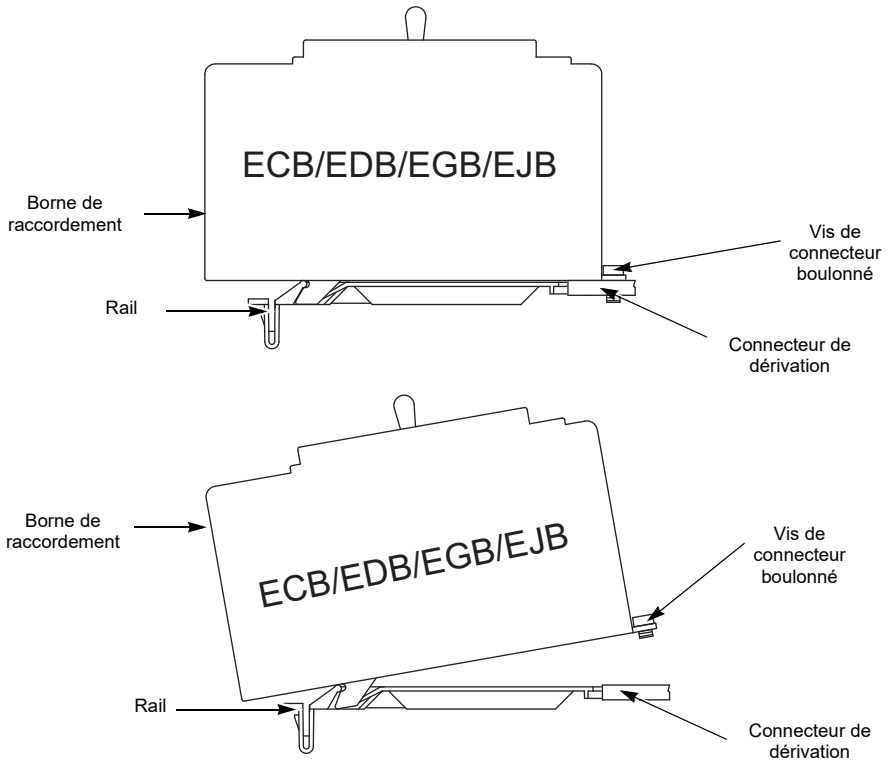 ECB/EDB/EGB/EJB
Borne de
raccordement
Vis de
connecteur
boulonné
Rail
Connecteur de
dérivation
Borne de
raccordement
ECB/EDB/EGB/EJB
Vis de
connecteur
boulonné
Rail
Connecteur de
dérivation